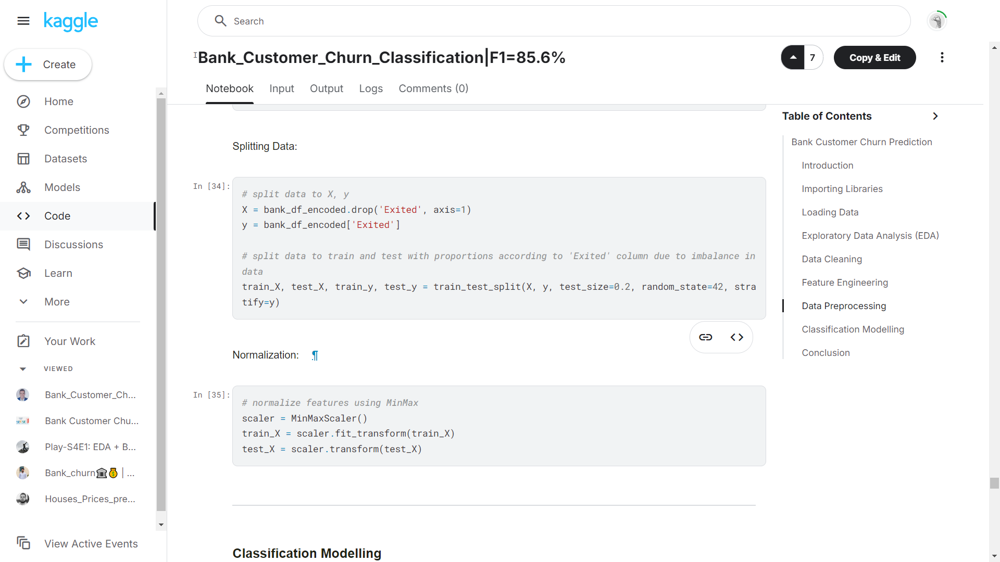 kaggle
Search
Create
Home
Competitions
Datasets
Models
Code
Discussions
Learn
More
Your Work
VIEWED
Bank_Customer_Ch...
Bank Customer Chu...
Play-S4E1: EDA + B...
Bank_churn🏛💰 | ...
Houses_Prices_pre...
View Active Events
Bank_Customer_Churn_Classification|F1=85.6%
7
Copy & Edit
Notebook
Input
Output
Logs
Comments (0)
Splitting Data:
In [34]:
# split data to X, y
X = bank_df_encoded.drop('Exited', axis=1)
y = bank_df_encoded['Exited']
# split data to train and test with proportions according to 'Exited' column due to imbalance in
data
train_X, test_X, train_y, test_y = train_test_split(X, y, test_size=0.2, random_state=42, stra
tify=y)
Normalization: ¶
In [35]:
# normalize features using MinMax
scaler = MinMaxScaler()
train_X = scaler.fit_transform(train_X)
test_X = scaler.transform(test_X)
Classification Modelling
Table of Contents
Bank Customer Churn Prediction
Introduction
Importing Libraries
Loading Data
Exploratory Data Analysis (EDA)
Data Cleaning
Feature Engineering
Data Preprocessing
Classification Modelling
Conclusion